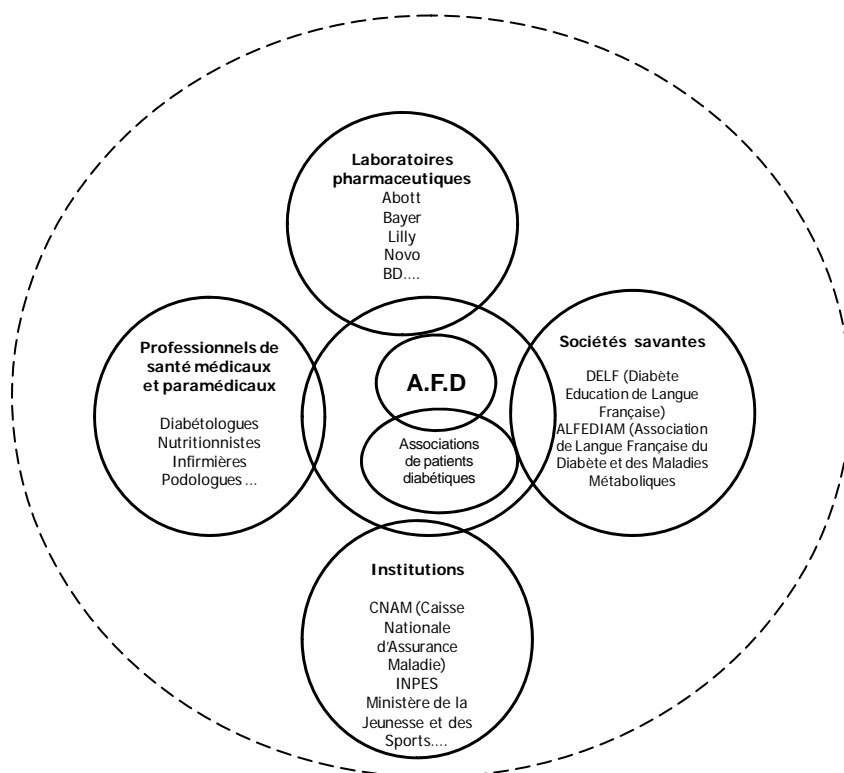 Laboratoires
pharmaceutiques
Abott
Bayer
Lilly
Novo
BD....
Professionnels de
santé médicaux
et paramédicaux
Diabétologues
Nutritionnistes
Infirmières
Podologues ...
A.F.D
Associations
de patients
diabétiques
Sociétés savantes
DELF (Diabète
Education de Langue
Française)
ALFEDIAM (Association
de Langue Française du
Diabète et des Maladies
Métaboliques
Institutions
CNAM (Caisse
Nationale
d'Assurance
Maladie)
INPES
Ministère de la
Jeunesse et des
Sports....